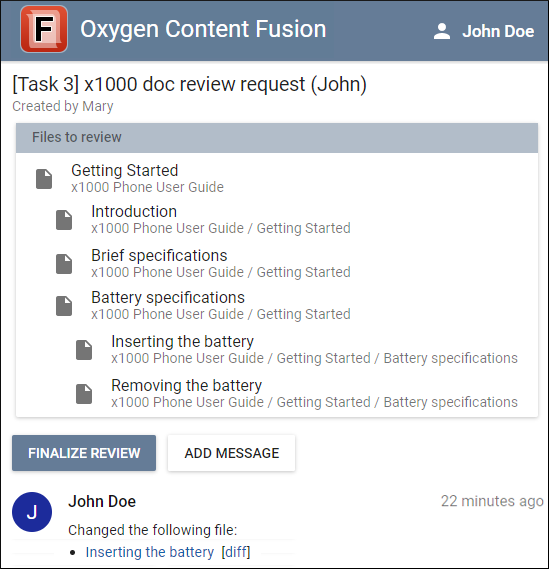 F Oxygen Content Fusion John Doe
[Task 3] x1000 doc review request (John)
Created by Mary
Files to review
Getting Started
x1000 Phone User Guide
Introduction
x1000 Phone User Guide / Getting Started
Brief specifications
x1000 Phone User Guide / Getting Started
Battery specifications
x1000 Phone User Guide / Getting Started
Inserting the battery
x1000 Phone User Guide / Getting Started / Battery specifications
Removing the battery
x1000 Phone User Guide / Getting Started / Battery specifications
FINALIZE REVIEW ADD MESSAGE
J John Doe 22 minutes ago
Changed the following file:
• Inserting the battery [diff]